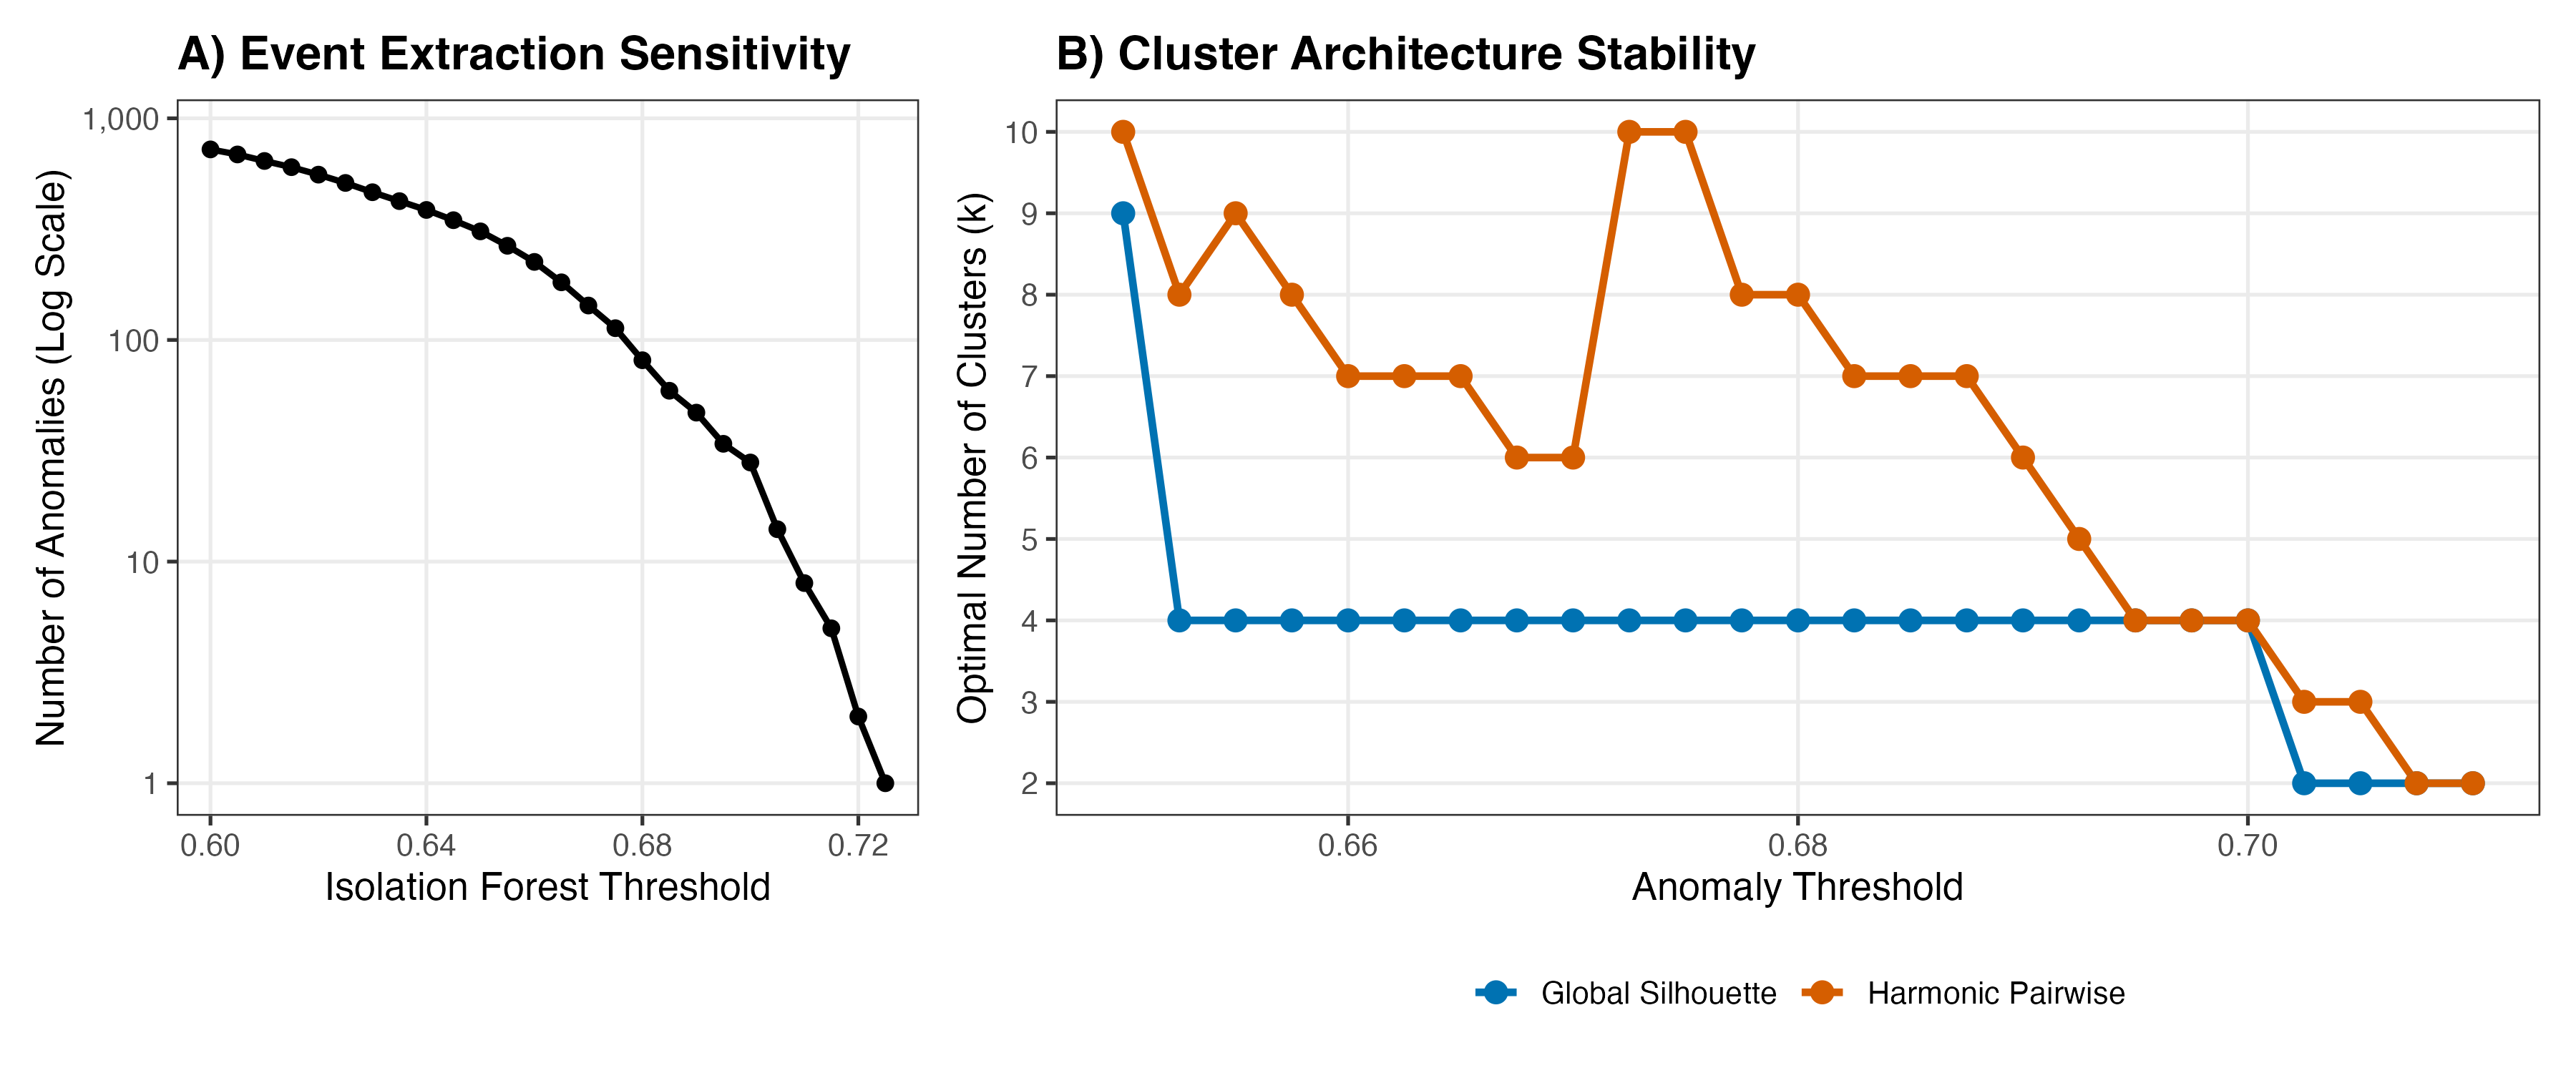 A) Event Extraction Sensitivity
Number of Anomalies (Log Scale)
1,000
100
10
1
0.60 0.64 0.68 0.72
Isolation Forest Threshold
B) Cluster Architecture Stability
Optimal Number of Clusters (k)
10
9
8
7
6
5
4
3
2
0.66 0.68 0.70
Anomaly Threshold
Global Silhouette Harmonic Pairwise